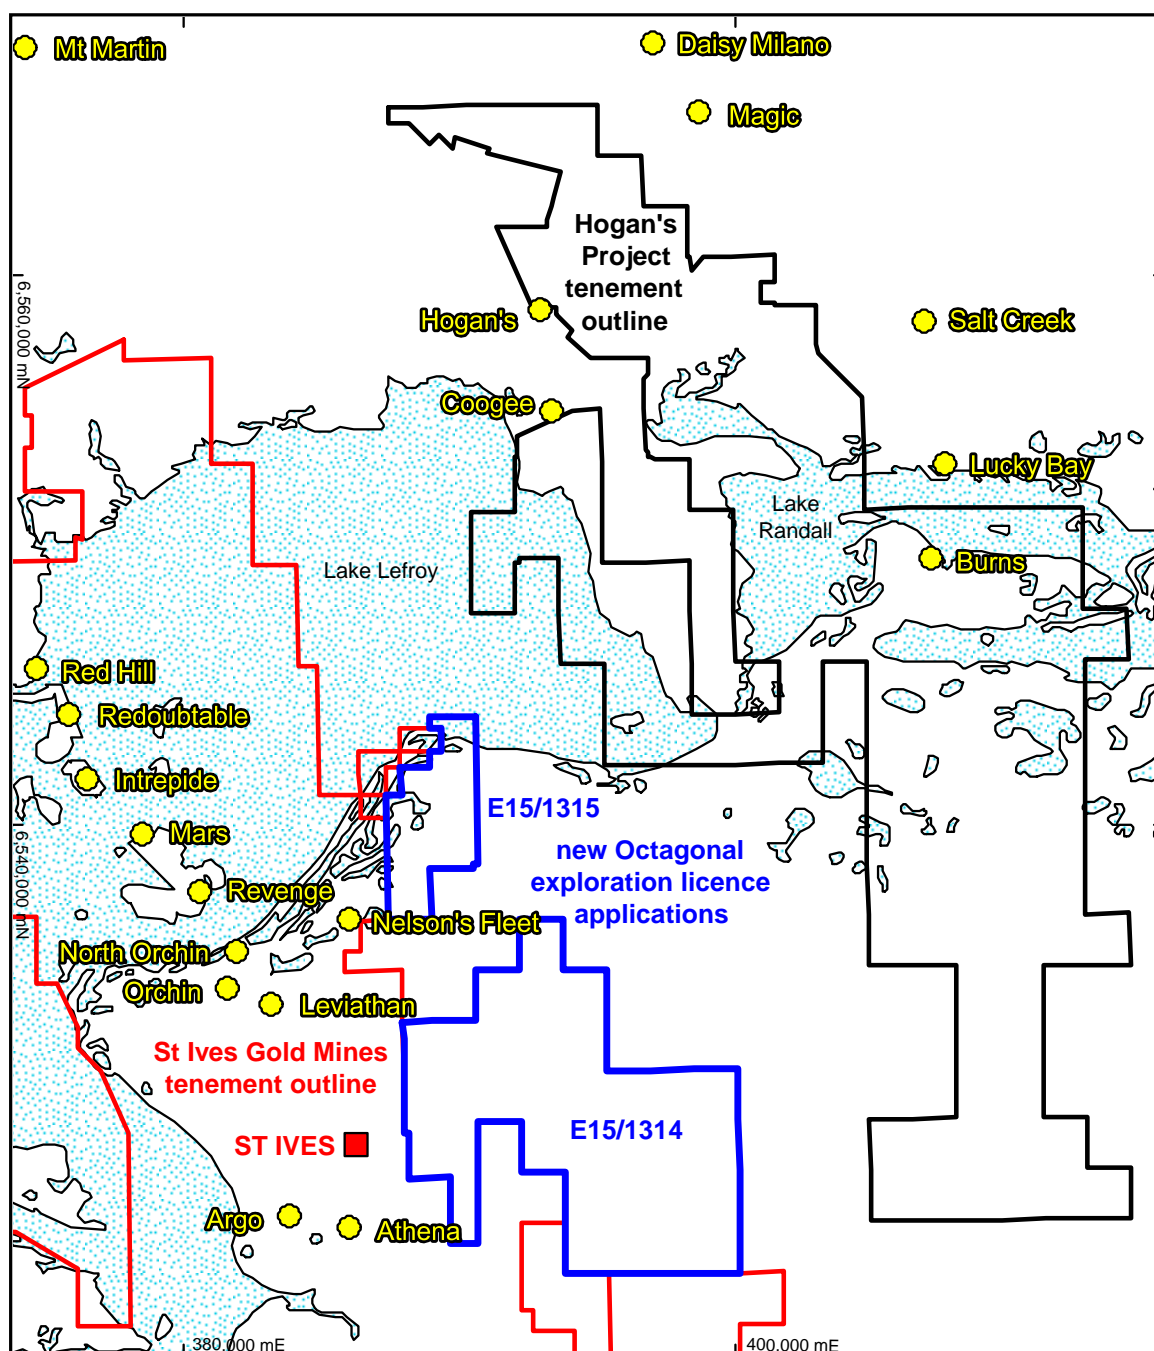 Mt Martin
Daisy Milano
Magic
Hogan's
Project
tenement
outline
6,560,000 mN
Hogan's
Salt Creek
Coogee
Lucky Bay
Lake
Randall
Burns
Lake Lefroy
Red Hill
Redoubtable
Intrepide
E15/1315
6,540,000 mN
Mars
new Octagonal
exploration licence
applications
Revenge
Nelson's Fleet
North Orchin
Orchin
Leviathan
St Ives Gold Mines
tenement outline
E15/1314
ST IVES
Argo
Athena
380,000 mE
400,000 mE